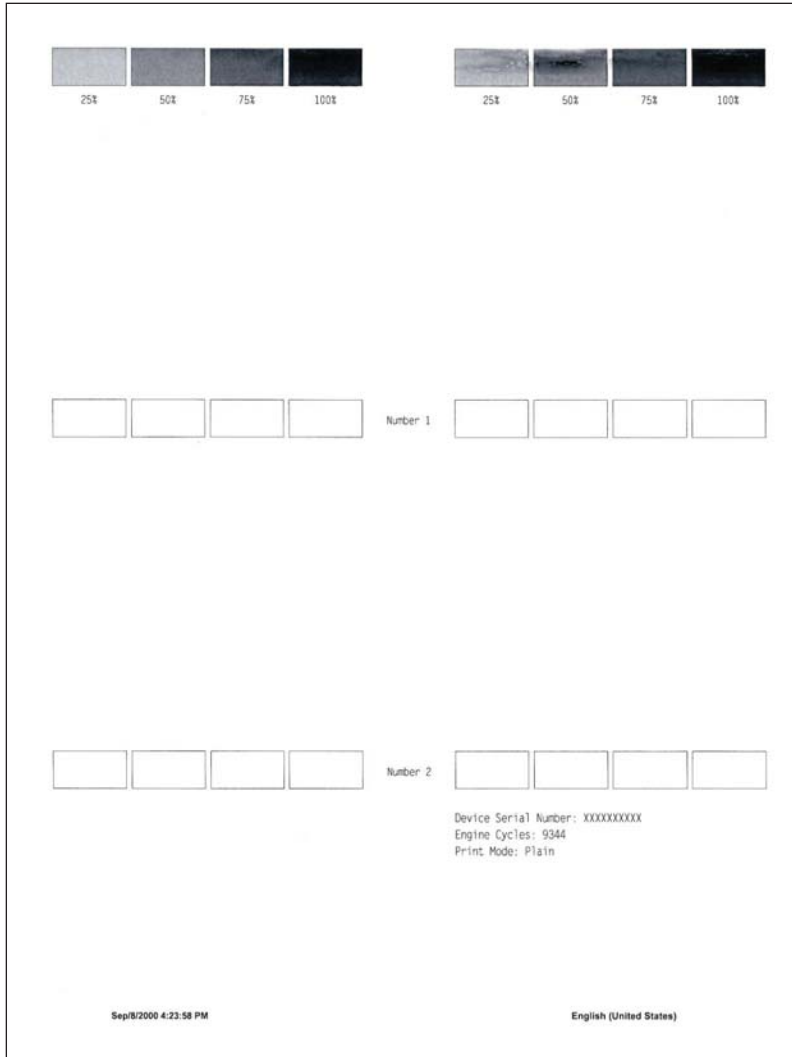 25% 50% 75% 100% 25% 50% 75% 100%
Number 1
Number 2
Device Serial Number: XXXXXXXXXX
Engine Cycles: 9344
Print Mode: Plain
Sep/8/2000 4:23:58 PM English (United States)